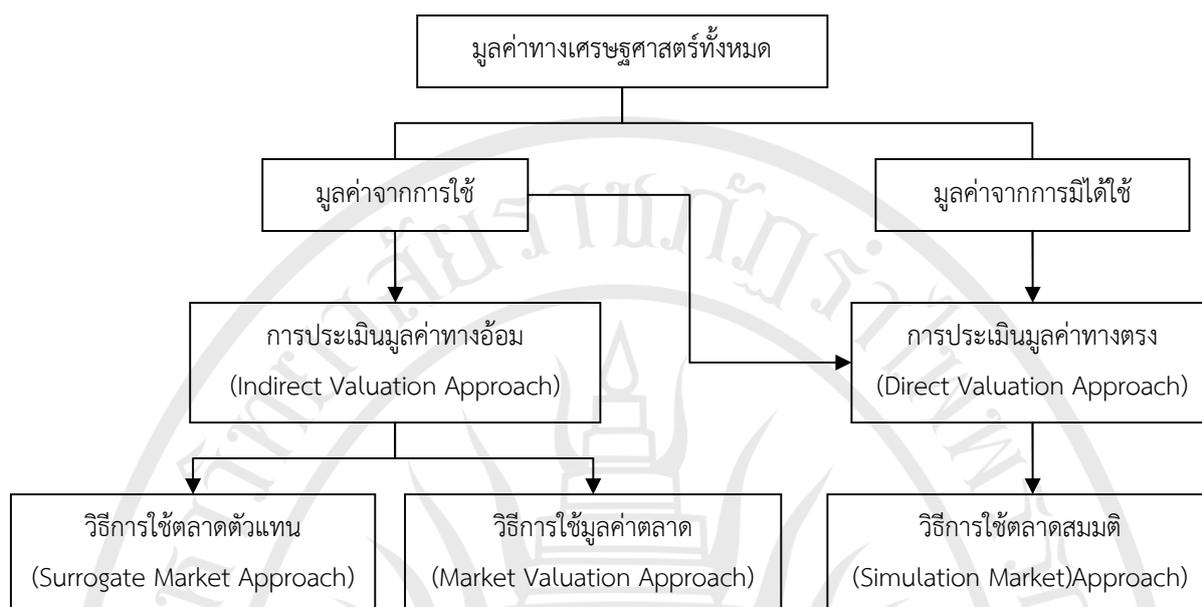 มูลค่าทางเศรษฐศาสตร์ทั้งหมด
มูลค่าจากการใช้
มูลค่าจากการมิได้ใช้
การประเมินมูลค่าทางอ้อม
(Indirect Valuation Approach)
การประเมินมูลค่าทางตรง
(Direct Valuation Approach)
วิธีการใช้ตลาดตัวแทน
(Surrogate Market Approach)
วิธีการใช้มูลค่าตลาด
(Market Valuation Approach)
วิธีการใช้ตลาดสมมติ
(Simulation Market)Approach)